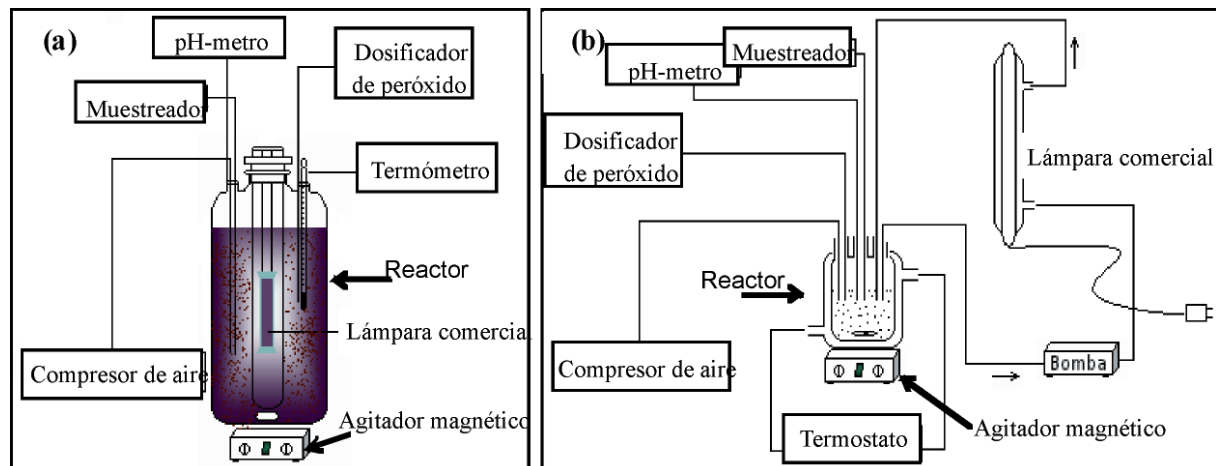 (a)
pH-metro
Dosificador
de peróxido
Muestreador
Termómetro
Reactor
Lámpara comercial
Compresor de aire
Agitador magnético
(b)
Muestreador
pH-metro
Dosificador
de peróxido
Lámpara comercial
Reactor
Compresor de aire
Bomba
Termostato
Agitador magnético